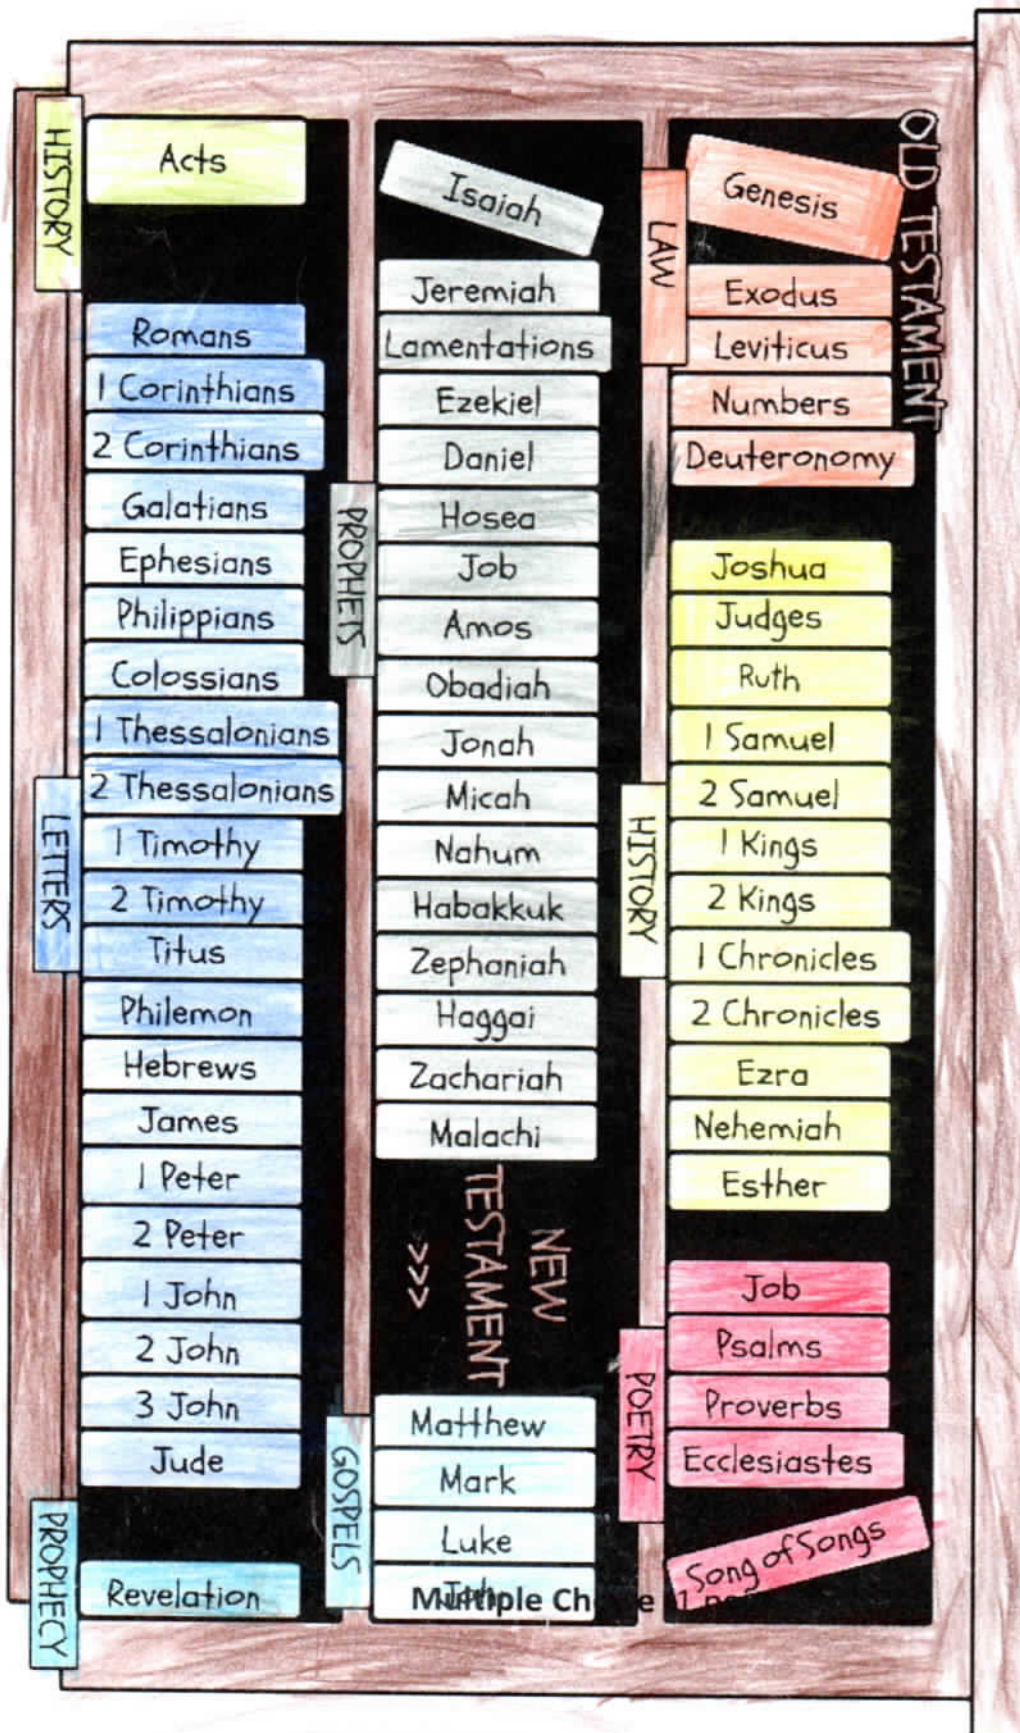 OLD TESTAMENT
LAW
Genesis
Exodus
Leviticus
Numbers
Deuteronomy
HISTORY
Joshua
Judges
Ruth
1 Samuel
2 Samuel
1 Kings
2 Kings
1 Chronicles
2 Chronicles
Ezra
Nehemiah
Esther
POETRY
Job
Psalms
Proverbs
Ecclesiastes
Song of Songs
PROPHETS
Isaiah
Jeremiah
Lamentations
Ezekiel
Daniel
Hosea
Job
Amos
Obadiah
Jonah
Micah
Nahum
Habakkuk
Zephaniah
Haggai
Zachariah
Malachi
NEW
TESTAMENT
>>>
GOSPELS
Matthew
Mark
Luke
Multiple
HISTORY
Acts
LETTERS
Romans
1 Corinthians
2 Corinthians
Galatians
Ephesians
Philippians
Colossians
1 Thessalonians
2 Thessalonians
1 Timothy
2 Timothy
Titus
Philemon
Hebrews
James
1 Peter
2 Peter
1 John
2 John
3 John
Jude
PROPHECY
Revelation